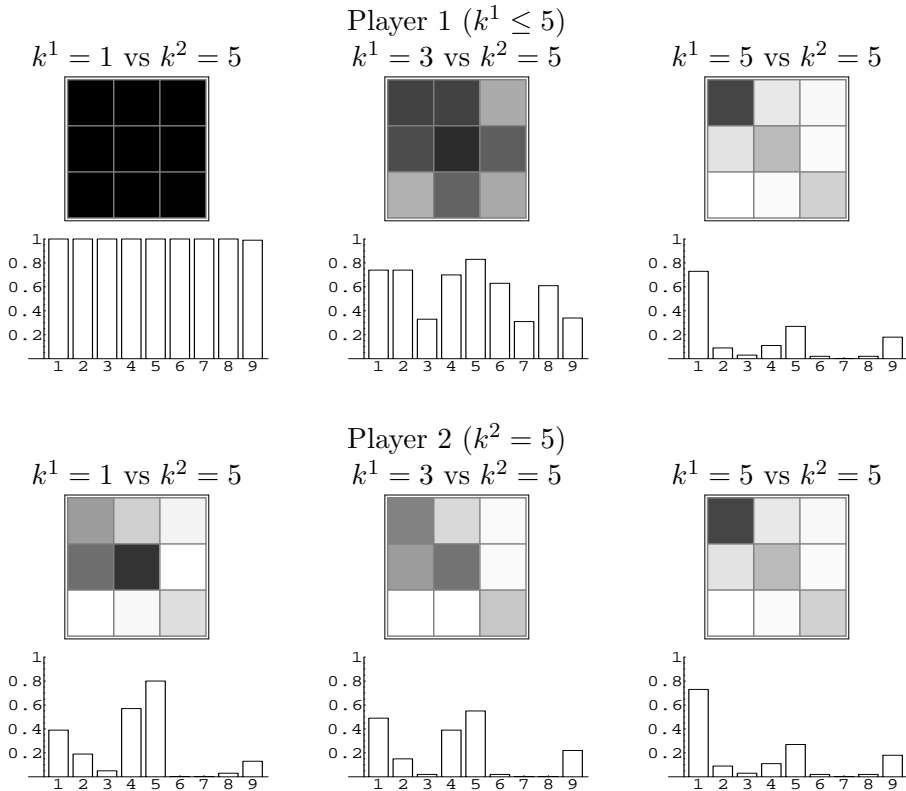 Player 1 (k¹ ≤ 5)
k¹ = 1 vs k² = 5 k¹ = 3 vs k² = 5 k¹ = 5 vs k² = 5
1 1 1
0.8 0.8 0.8
0.6 0.6 0.6
0.4 0.4 0.4
0.2 0.2 0.2
1 2 3 4 5 6 7 8 9 1 2 3 4 5 6 7 8 9 1 2 3 4 5 6 7 8 9
Player 2 (k² = 5)
k¹ = 1 vs k² = 5 k¹ = 3 vs k² = 5 k¹ = 5 vs k² = 5
1 1 1
0.8 0.8 0.8
0.6 0.6 0.6
0.4 0.4 0.4
0.2 0.2 0.2
1 2 3 4 5 6 7 8 9 1 2 3 4 5 6 7 8 9 1 2 3 4 5 6 7 8 9